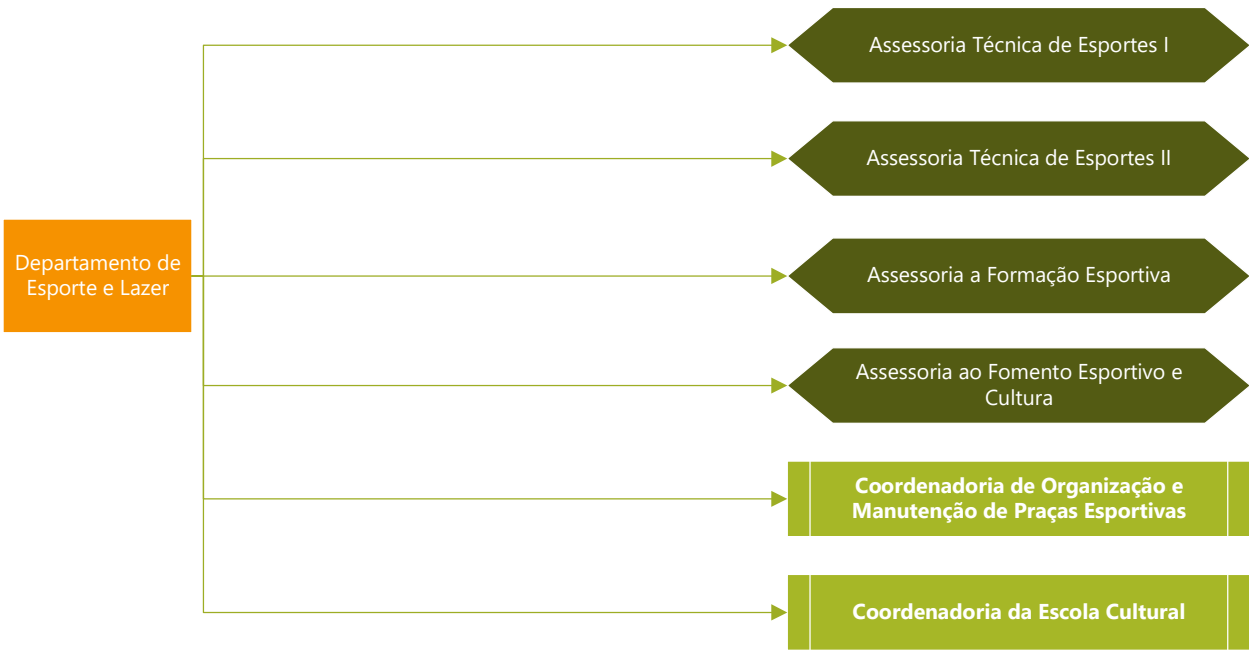 Assessoria Técnica de Esportes I
Assessoria Técnica de Esportes II
Departamento de
Esporte e Lazer
Assessoria a Formação Esportiva
Assessoria ao Fomento Esportivo e
Cultura
Coordenadoria de Organização e
Manutenção de Praças Esportivas
Coordenadoria da Escola Cultural